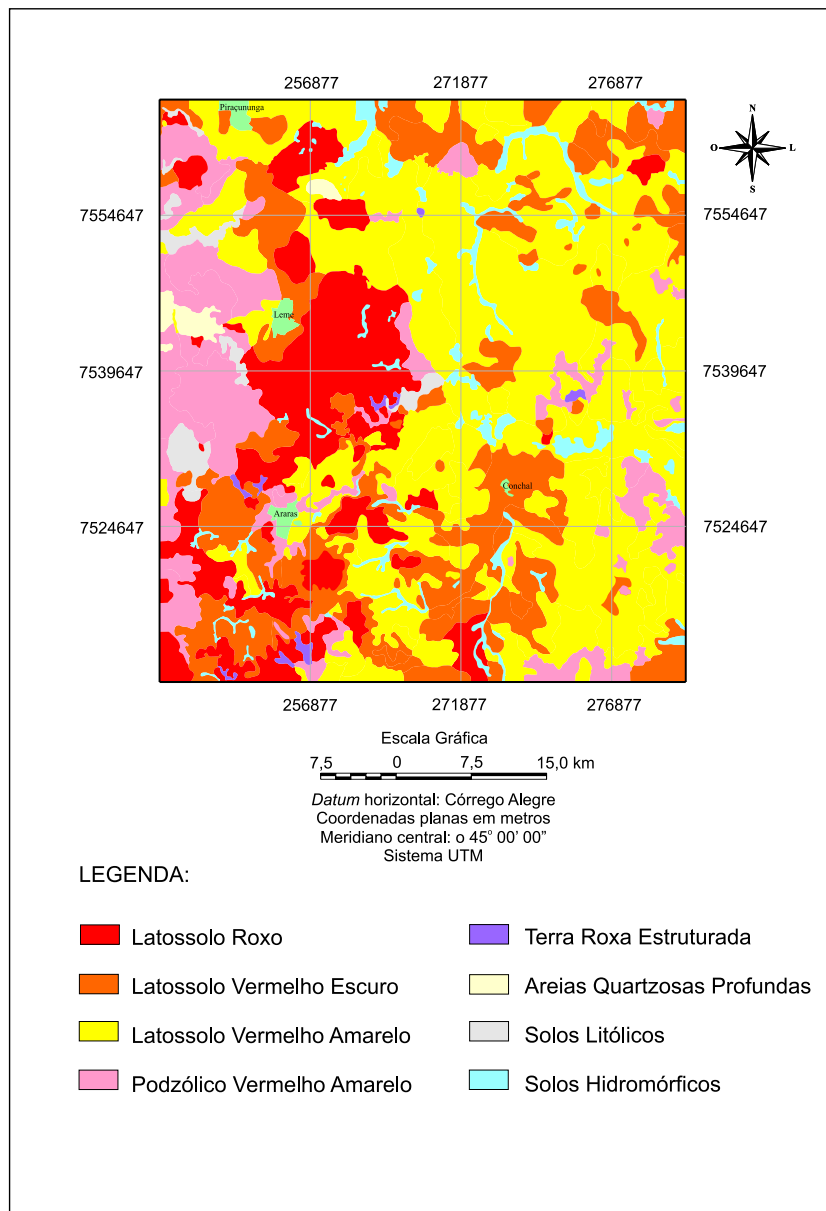 256877 271877 276877
Piraçununga
N
O L
S
7554647 7554647
Leme
7539647 7539647
Conchal
Araras
7524647 7524647
256877 271877 276877
Escala Gráfica
7,5 0 7,5 15,0 km
Datum horizontal: Córrego Alegre
Coordenadas planas em metros
Meridiano central: o 45° 00' 00”
Sistema UTM
LEGENDA:
Latossolo Roxo
Latossolo Vermelho Escuro
Latossolo Vermelho Amarelo
Podzólico Vermelho Amarelo
Terra Roxa Estruturada
Areias Quartzosas Profundas
Solos Litólicos
Solos Hidromórficos